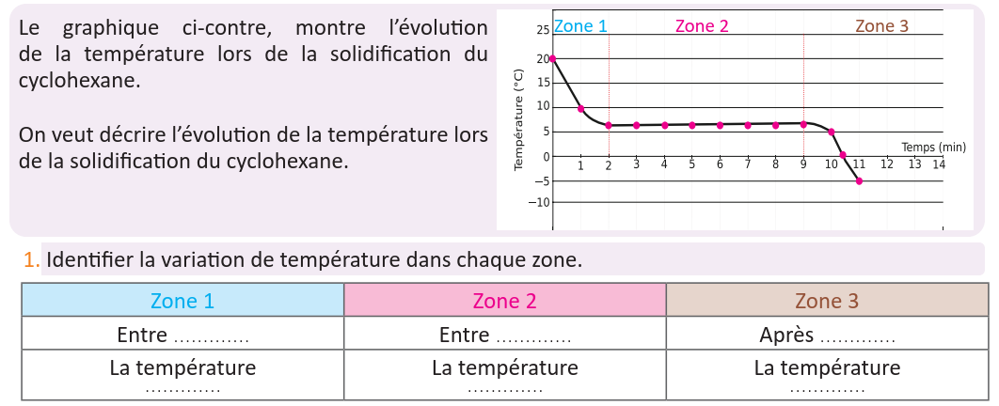 Le graphique ci-contre, montre l’évolution
de la température lors de la solidification du
cyclohexane.
On veut décrire l’évolution de la température lors
de la solidification du cyclohexane.
Zone 1 Zone 2 Zone 3
Température (°C)
25
20
15
10
5
0
−5
−10
Temps (min)
1 2 3 4 5 6 7 8 9 10 11 12 13 14
1. Identifier la variation de température dans chaque zone.
Zone 1 Zone 2 Zone 3
Entre ............. Entre ............. Après .............
La température La température La température
............. ............. .............